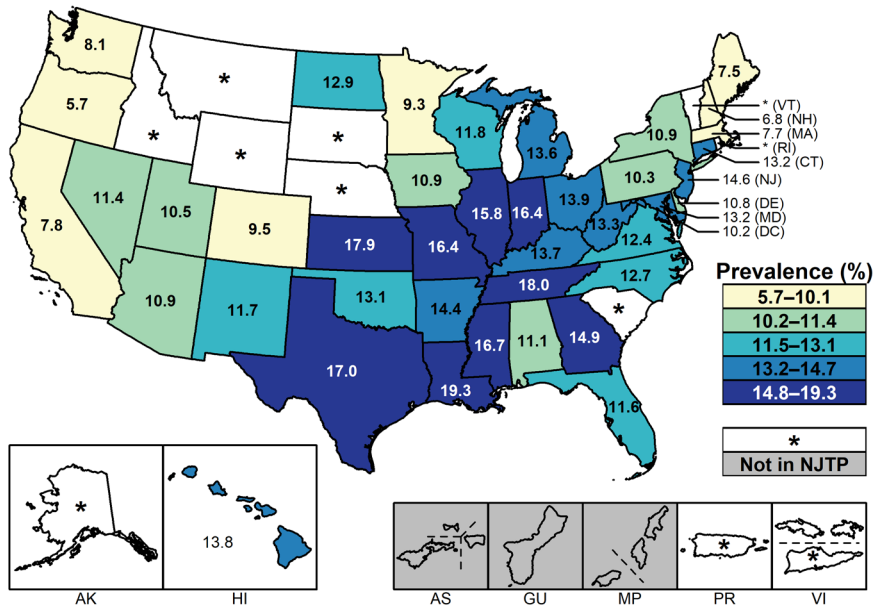 8.1
*
12.9
9.3
7.5
5.7
* (VT)
6.8 (NH)
7.7 (MA)
* (RI)
13.2 (CT)
14.6 (NJ)
10.8 (DE)
13.2 (MD)
10.2 (DC)
*
*
*
11.8
13.6
10.9
*
10.9
10.3
7.8
11.4
10.5
9.5
17.9
16.4
15.8
16.4
13.9
13.3
12.4
13.7
12.7
10.9
11.7
13.1
14.4
18.0
*
17.0
19.3
16.7
11.1
14.9
11.6
Prevalence (%)
5.7–10.1
10.2–11.4
11.5–13.1
13.2–14.7
14.8–19.3
*
Not in NJTP
*
13.8
*
*
AK
HI
AS
GU
MP
PR
VI